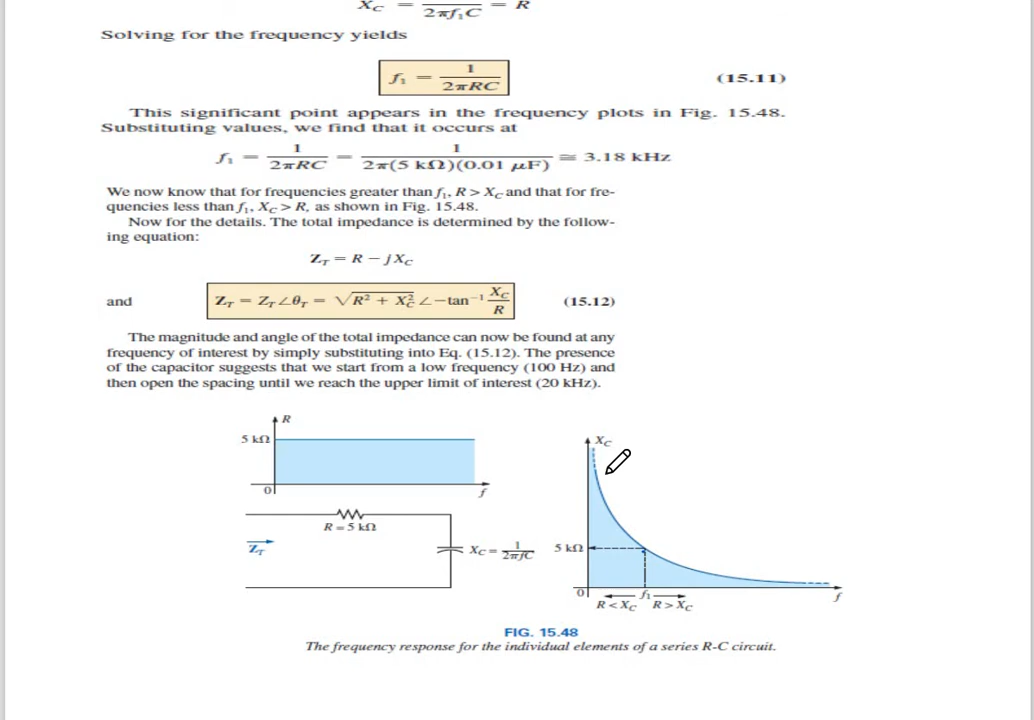 X_C = 1/(2πf₁C) = R
Solving for the frequency yields
f₁ = 1/(2πRC) (15.11)
This significant point appears in the frequency plots in Fig. 15.48.
Substituting values, we find that it occurs at
f₁ = 1/(2πRC) = 1/(2π(5 kΩ)(0.01 μF)) ≅ 3.18 kHz
We now know that for frequencies greater than f₁, R > X_C and that for fre-
quencies less than f₁, X_C > R, as shown in Fig. 15.48.
Now for the details. The total impedance is determined by the follow-
ing equation:
Z_T = R − jX_C
and Z_T = Z_T ∠θ_T = √(R² + X_C²) ∠−tan⁻¹ X_C/R (15.12)
The magnitude and angle of the total impedance can now be found at any
frequency of interest by simply substituting into Eq. (15.12). The presence
of the capacitor suggests that we start from a low frequency (100 Hz) and
then open the spacing until we reach the upper limit of interest (20 kHz).
R
5 kΩ
0
f
R = 5 kΩ
Z_T
X_C = 1/(2πfC)
X_C
5 kΩ
0
f₁
f
R < X_C R > X_C
FIG. 15.48
The frequency response for the individual elements of a series R-C circuit.